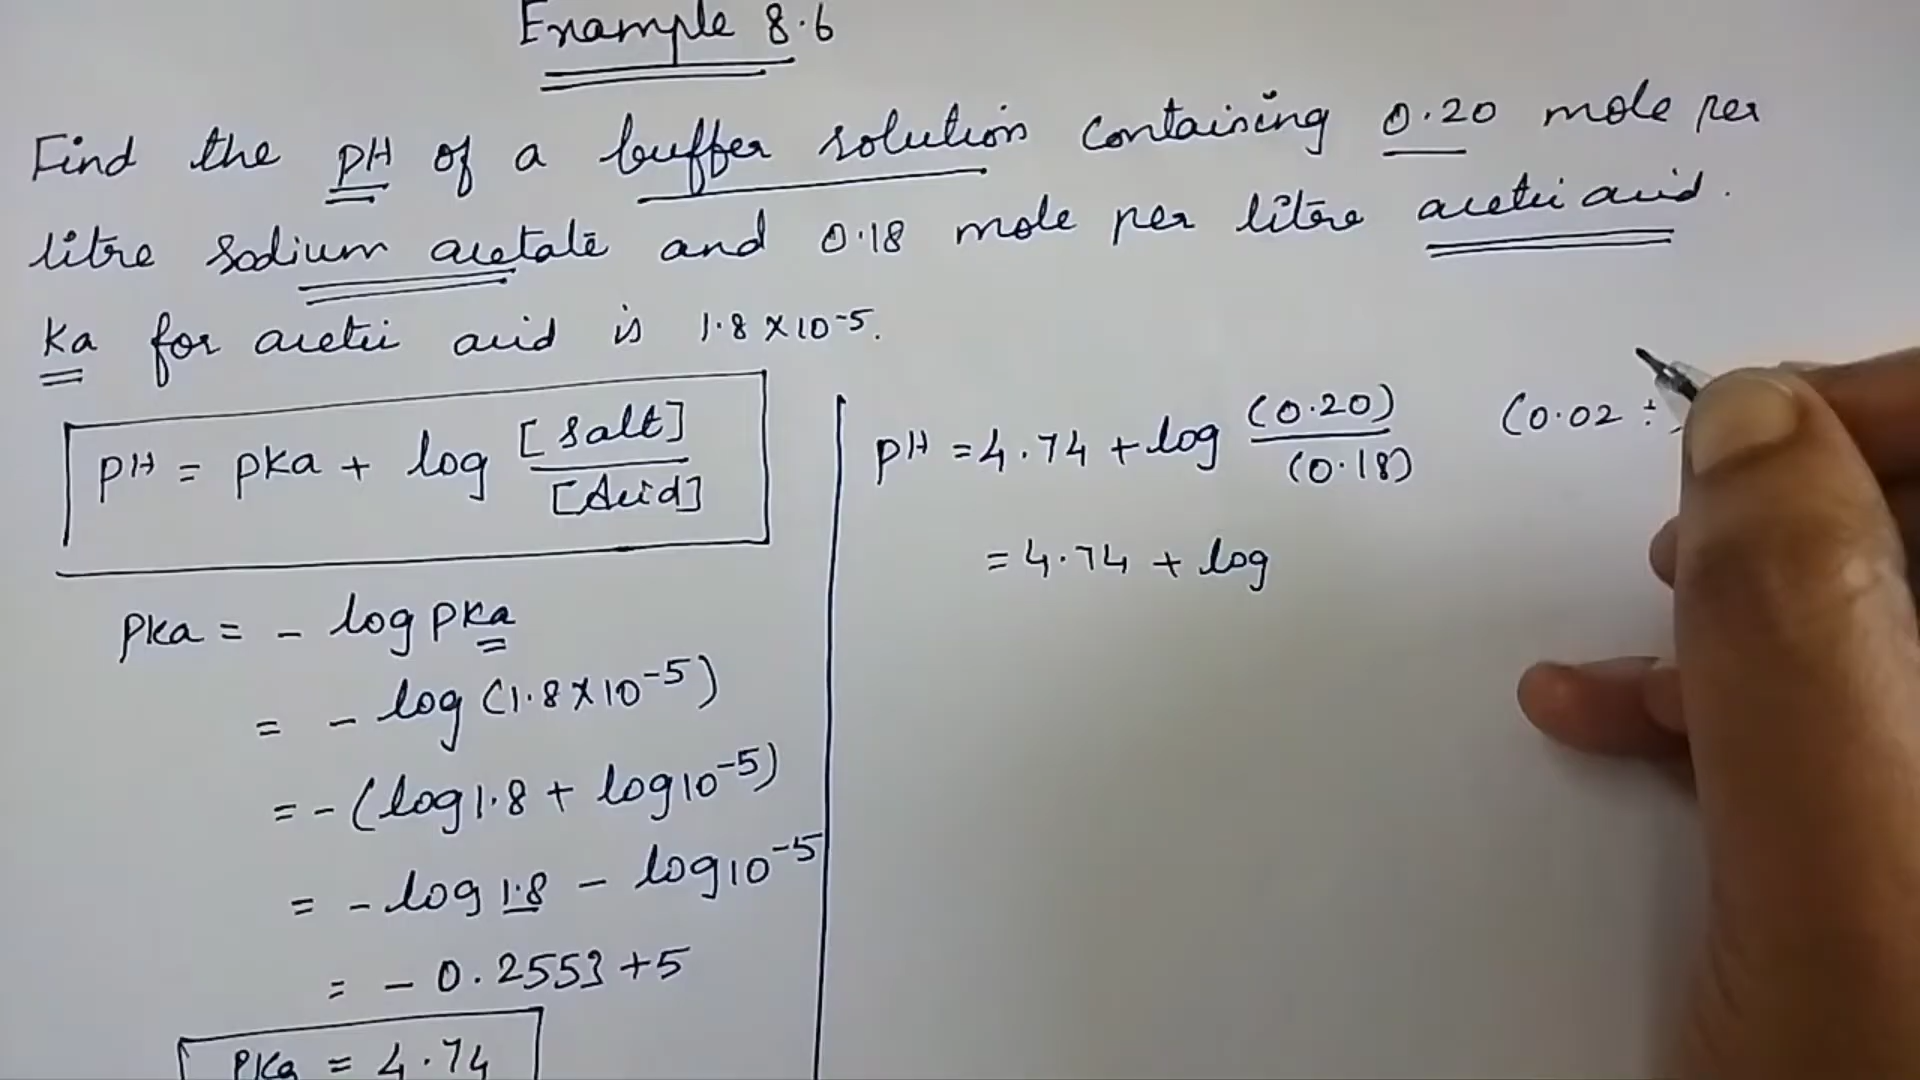 Example 8.6
Find the pH of a buffer solution containing 0.20 mole per
litre sodium acetate and 0.18 mole per litre acetic acid.
Ka for acetic acid is 1.8 × 10⁻⁵.
pH = pKa + log [Salt] / [Acid]
pKa = - log pka
= - log (1.8 × 10⁻⁵)
= - (log 1.8 + log 10⁻⁵)
= - log 1.8 - log 10⁻⁵
= - 0.2553 + 5
pKa = 4.74
pH = 4.74 + log (0.20) / (0.18)
= 4.74 + log
(0.02 ÷